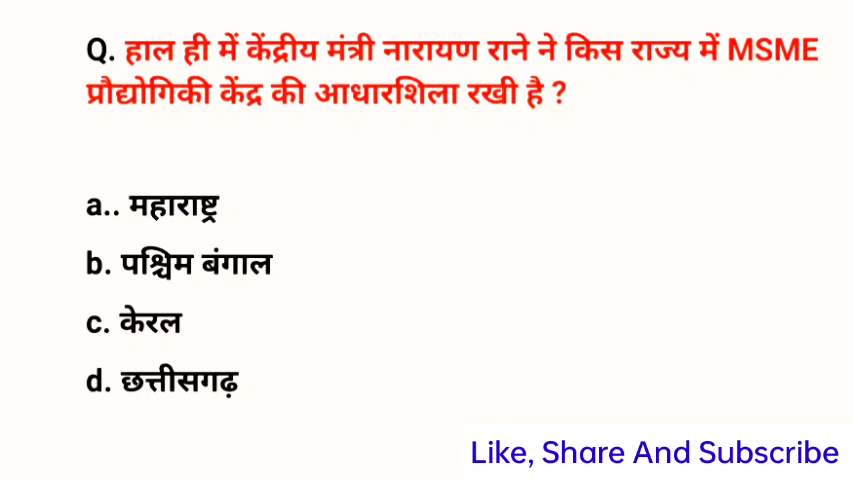 Q. हाल ही में केंद्रीय मंत्री नारायण राने ने किस राज्य में MSME
प्रौद्योगिकी केंद्र की आधारशिला रखी है ?
a.. महाराष्ट्र
b. पश्चिम बंगाल
c. केरल
d. छत्तीसगढ़
Like, Share And Subscribe